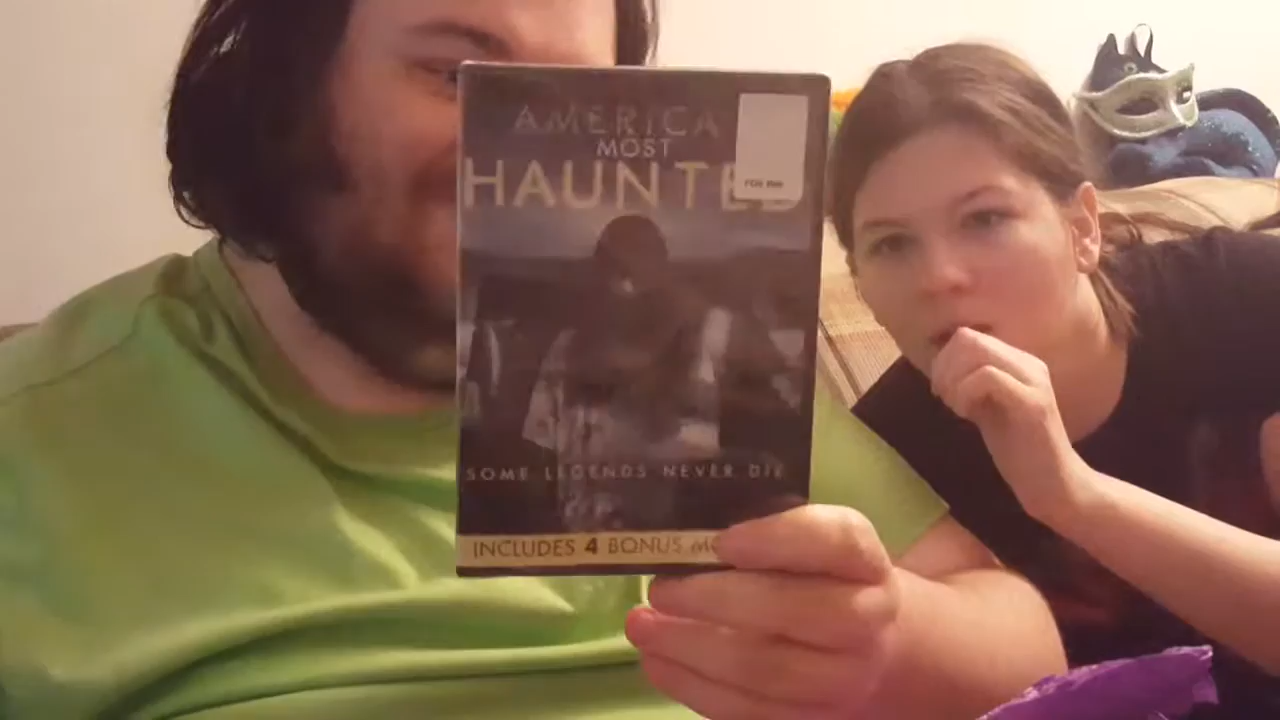 AMERICA
MOST
HAUNTED
SOME LEGENDS NEVER DIE
INCLUDES 4 BONUS